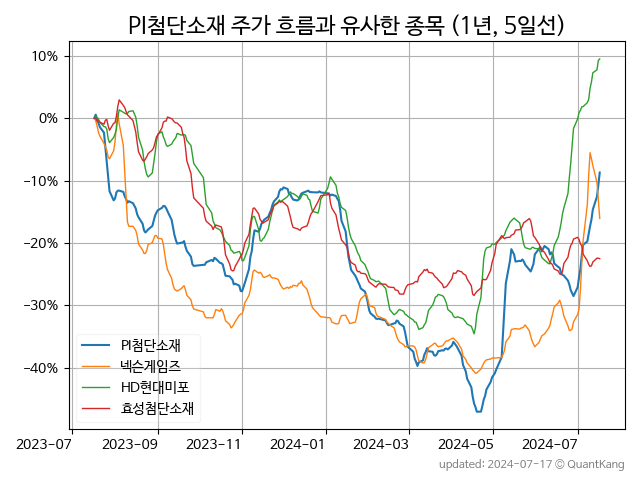 PI첨단소재 주가 흐름과 유사한 종목 (1년, 5일선)
10%
0%
−10%
−20%
−30%
−40%
PI첨단소재
넥슨게임즈
HD현대미포
효성첨단소재
2023−07
2023−09
2023−11
2024−01
2024−03
2024−05
2024−07
updated: 2024−07−17 © QuantKang